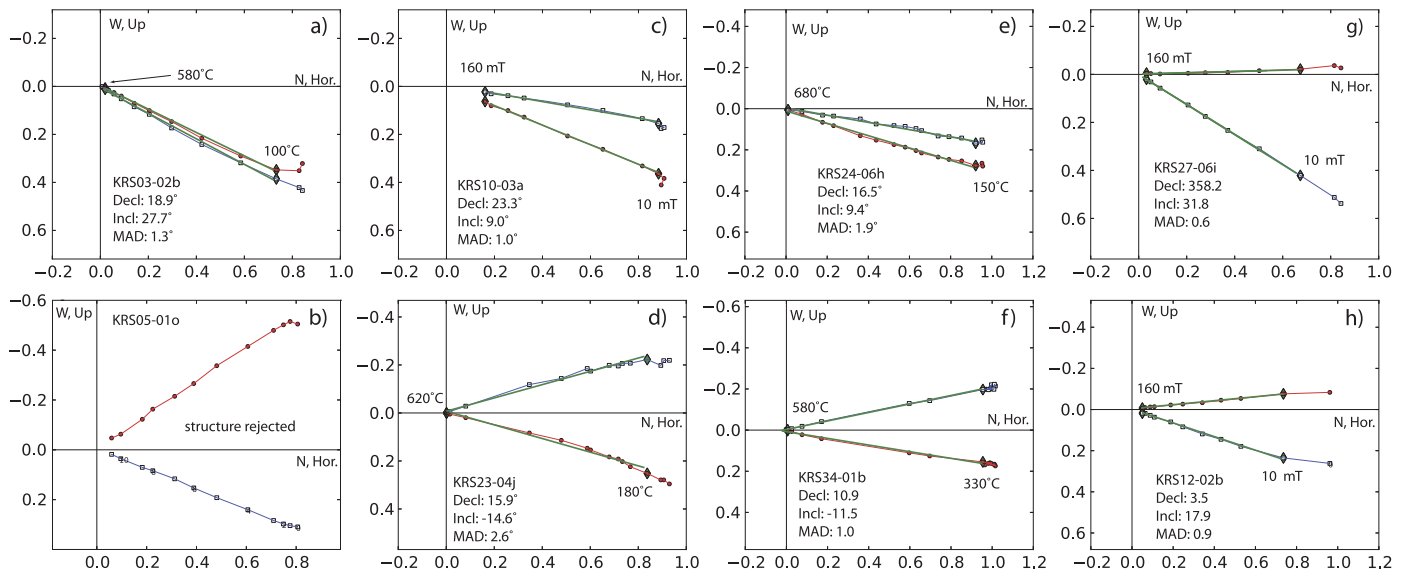 W, Up
a)
−0.2
580˚C
0.0
N, Hor.
0.2
100˚C
0.4
KRS03-02b
Decl: 18.9˚
Incl: 27.7˚
MAD: 1.3˚
0.6
−0.2 0.0 0.2 0.4 0.6 0.8 1.0
W, Up
c)
−0.2
160 mT
0.0
N, Hor.
0.2
0.4
KRS10-03a
Decl: 23.3˚
Incl: 9.0˚
MAD: 1.0˚
10 mT
0.6
−0.2 0.0 0.2 0.4 0.6 0.8 1.0
−0.4
W, Up
e)
−0.2
680˚C
0.0
N, Hor.
0.2
150˚C
0.4
KRS24-06h
Decl: 16.5˚
Incl: 9.4˚
MAD: 1.9˚
0.6
−0.2 0.0 0.2 0.4 0.6 0.8 1.0 1.2
W, Up
g)
−0.2
160 mT
0.0
N, Hor.
0.2
0.4
10 mT
KRS27-06i
Decl: 358.2
Incl: 31.8
MAD: 0.6
0.6
−0.2 0.0 0.2 0.4 0.6 0.8 1.0
−0.6
W, Up
KRS05-01o
b)
−0.4
−0.2
structure rejected
0.0
N, Hor.
0.2
0.0 0.2 0.4 0.6 0.8
W, Up
d)
−0.4
−0.2
620˚C
0.0
N, Hor.
0.2
180˚C
0.4
KRS23-04j
Decl: 15.9˚
Incl: -14.6˚
MAD: 2.6˚
−0.2 0.0 0.2 0.4 0.6 0.8 1.0
W, Up
f)
−0.4
−0.2
580˚C
0.0
N, Hor.
0.2
330˚C
0.4
KRS34-01b
Decl: 10.9
Incl: -11.5
MAD: 1.0
0.6
−0.2 0.0 0.2 0.4 0.6 0.8 1.0 1.2
W, Up
h)
−0.4
−0.2
160 mT
0.0
N, Hor.
0.2
10 mT
0.4
KRS12-02b
Decl: 3.5
Incl: 17.9
MAD: 0.9
0.6
−0.2 0.0 0.2 0.4 0.6 0.8 1.0 1.2